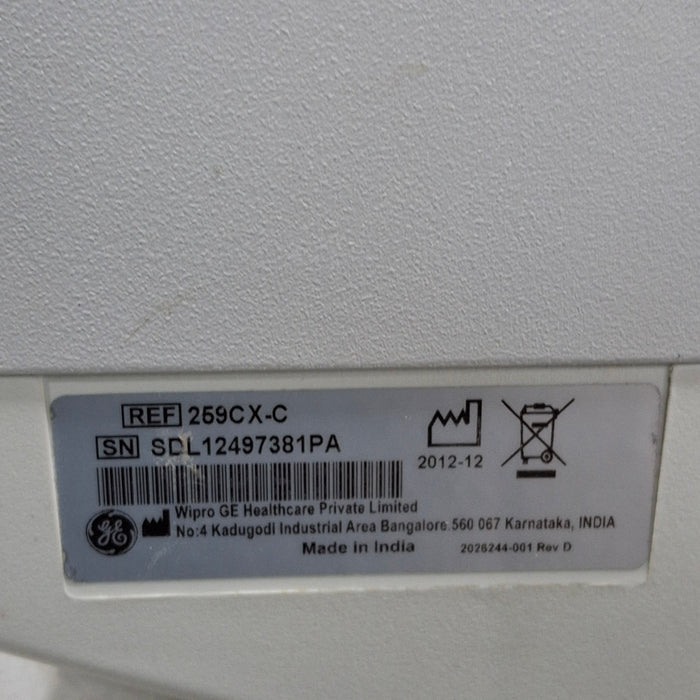 REF 259CX-C
SN SDL12497381PA
2012-12
GE
Wipro GE Healthcare Private Limited
No:4 Kadugodi Industrial Area Bangalore 560 067 Karnataka, INDIA
Made in India
2026244-001 Rev D